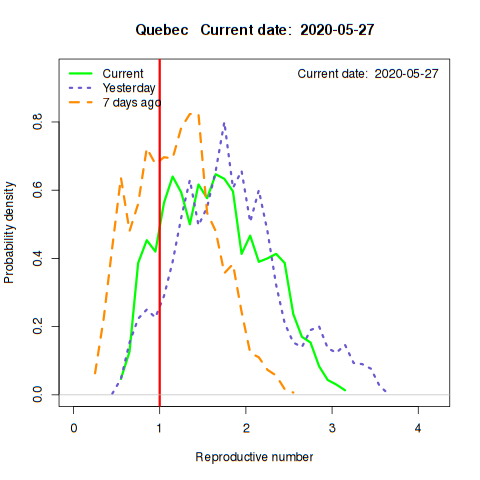 Quebec   Current date:  2020-05-27
Current
Current date:  2020-05-27
Yesterday
7 days ago
Probability density
0.8
0.6
0.4
0.2
0.0
0 1 2 3 4
Reproductive number